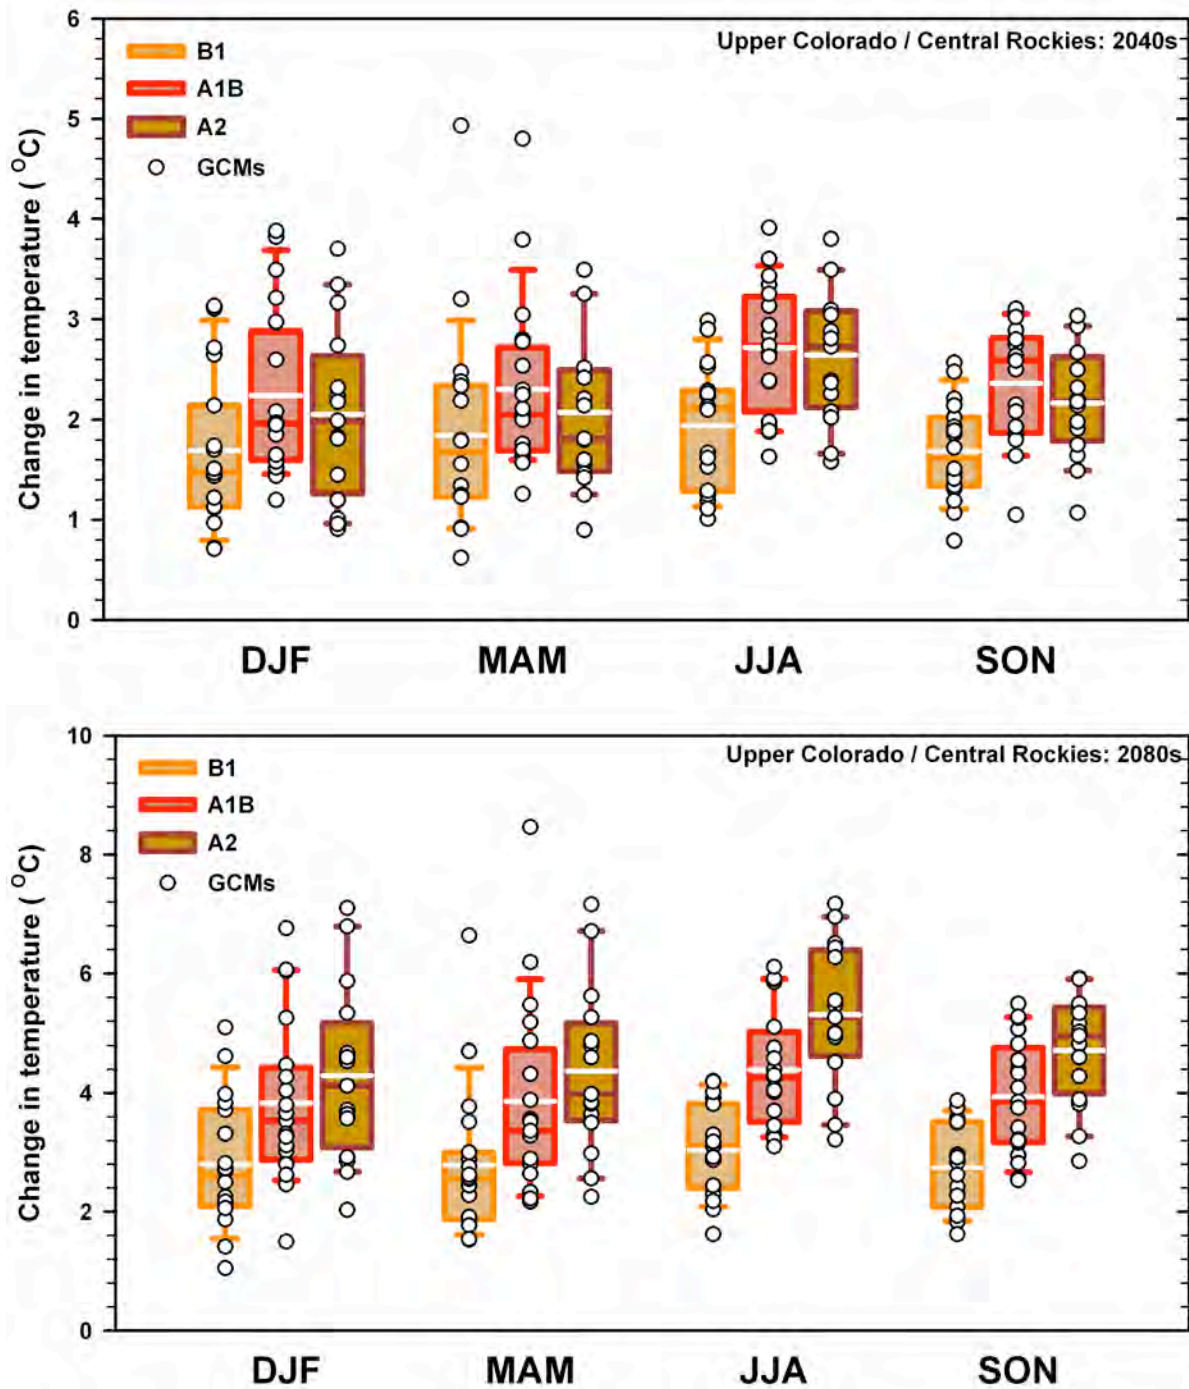 6
5
4
3
2
1
0
Change in temperature (°C)
Upper Colorado / Central Rockies: 2040s
B1
A1B
A2
GCMs
DJF MAM JJA SON
10
8
6
4
2
0
Change in temperature (°C)
Upper Colorado / Central Rockies: 2080s
B1
A1B
A2
GCMs
DJF MAM JJA SON